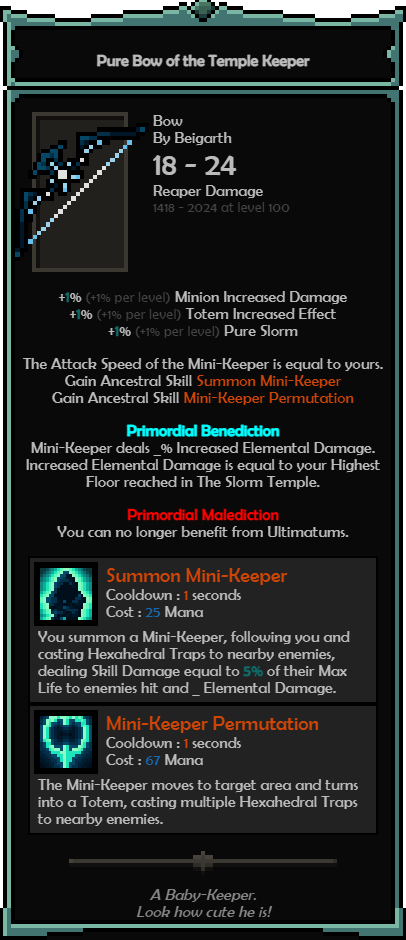 Pure Bow of the Temple Keeper
Bow
By Beigarth
18 - 24
Reaper Damage
1418 - 2024 at level 100
+1% (+1% per level) Minion Increased Damage
+1% (+1% per level) Totem Increased Effect
+1% (+1% per level) Pure Slorm
The Attack Speed of the Mini-Keeper is equal to yours.
Gain Ancestral Skill Summon Mini-Keeper
Gain Ancestral Skill Mini-Keeper Permutation
Primordial Benediction
Mini-Keeper deals _% Increased Elemental Damage.
Increased Elemental Damage is equal to your Highest
Floor reached in The Slorm Temple.
Primordial Malediction
You can no longer benefit from Ultimatums.
Summon Mini-Keeper
Cooldown : 1 seconds
Cost : 25 Mana
You summon a Mini-Keeper, following you and
casting Hexahedral Traps to nearby enemies,
dealing Skill Damage equal to 5% of their Max
Life to enemies hit and _ Elemental Damage.
Mini-Keeper Permutation
Cooldown : 1 seconds
Cost : 67 Mana
The Mini-Keeper moves to target area and turns
into a Totem, casting multiple Hexahedral Traps
to nearby enemies.
A Baby-Keeper.
Look how cute he is!